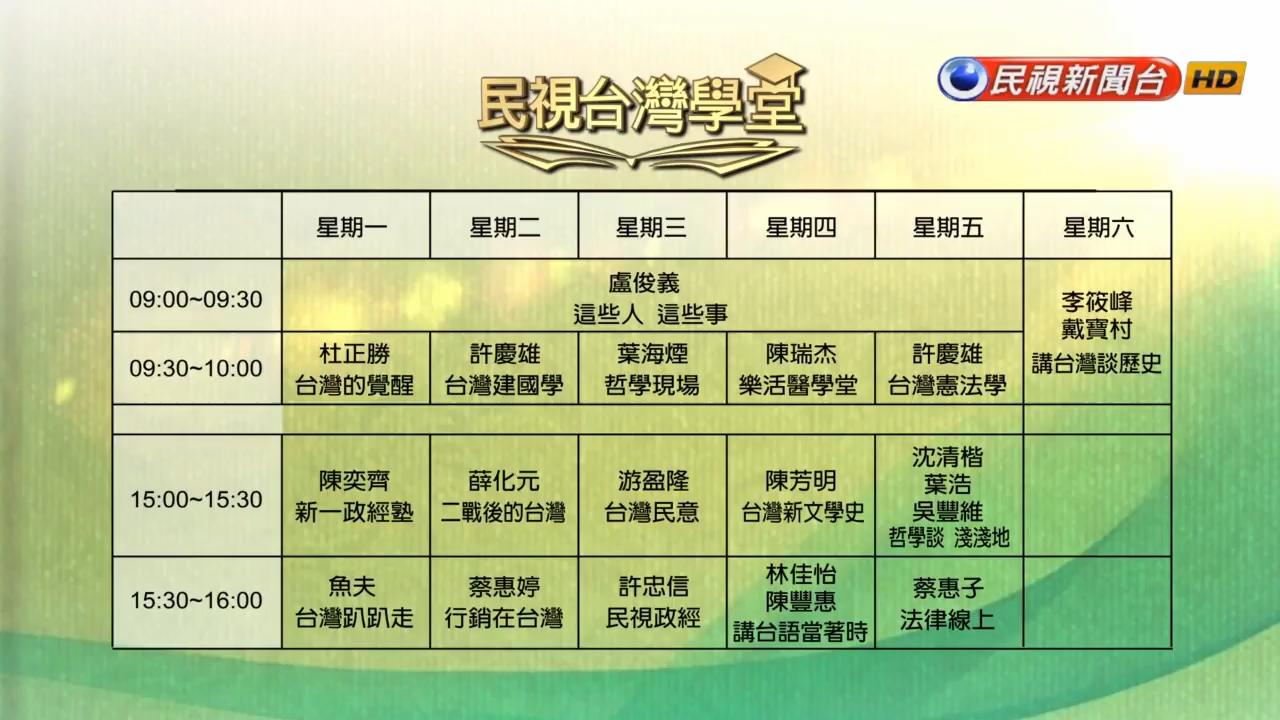 民視台灣學堂
民視新聞台 HD
星期一 星期二 星期三 星期四 星期五 星期六
09:00~09:30
盧俊義
這些人 這些事
李筱峰
戴寶村
講台灣談歷史
09:30~10:00
杜正勝
台灣的覺醒
許慶雄
台灣建國學
葉海煙
哲學現場
陳瑞杰
樂活醫學堂
許慶雄
台灣憲法學
15:00~15:30
陳奕齊
新一政經塾
薛化元
二戰後的台灣
游盈隆
台灣民意
陳芳明
台灣新文學史
沈清楷
葉浩
吳豐維
哲學談 淺淺地
15:30~16:00
魚夫
台灣趴趴走
蔡惠婷
行銷在台灣
許忠信
民視政經
林佳怡
陳豐惠
講台語當著時
蔡惠子
法律線上